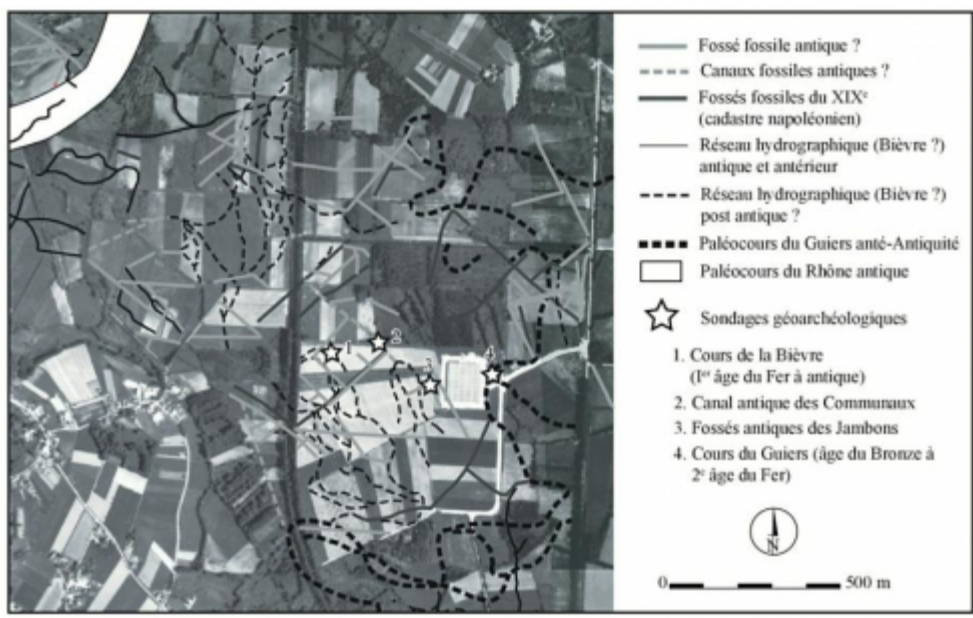 Fossé fossile antique ?
Canaux fossiles antiques ?
Fossés fossiles du XIXᵉ
(cadastre napoléonien)
Réseau hydrographique (Bièvre ?)
antique et antérieur
Réseau hydrographique (Bièvre ?)
post antique ?
Paléocours du Guiers anté-Antiquité
Paléocours du Rhône antique
Sondages géoarchéologiques
1. Cours de la Bièvre
(Iᵉʳ âge du Fer à antique)
2. Canal antique des Communaux
3. Fossés antiques des Jambons
4. Cours du Guiers (âge du Bronze à
2ᵉ âge du Fer)
N
0 500 m
1
2
3
4